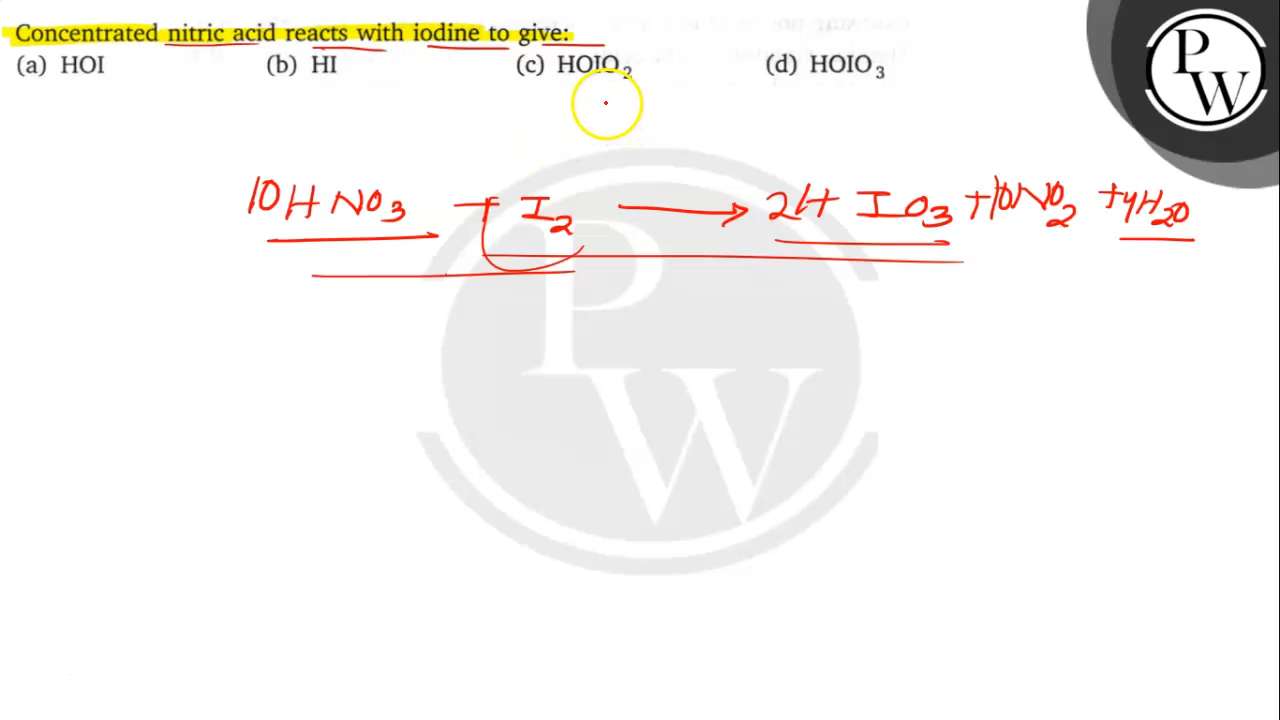 Concentrated nitric acid reacts with iodine to give:
(a) HOI (b) HI (c) HOIO₂ (d) HOIO₃
P
W
10HNO₃ + I₂ → 2HIO₃ + 10NO₂ + 4H₂O
P
W